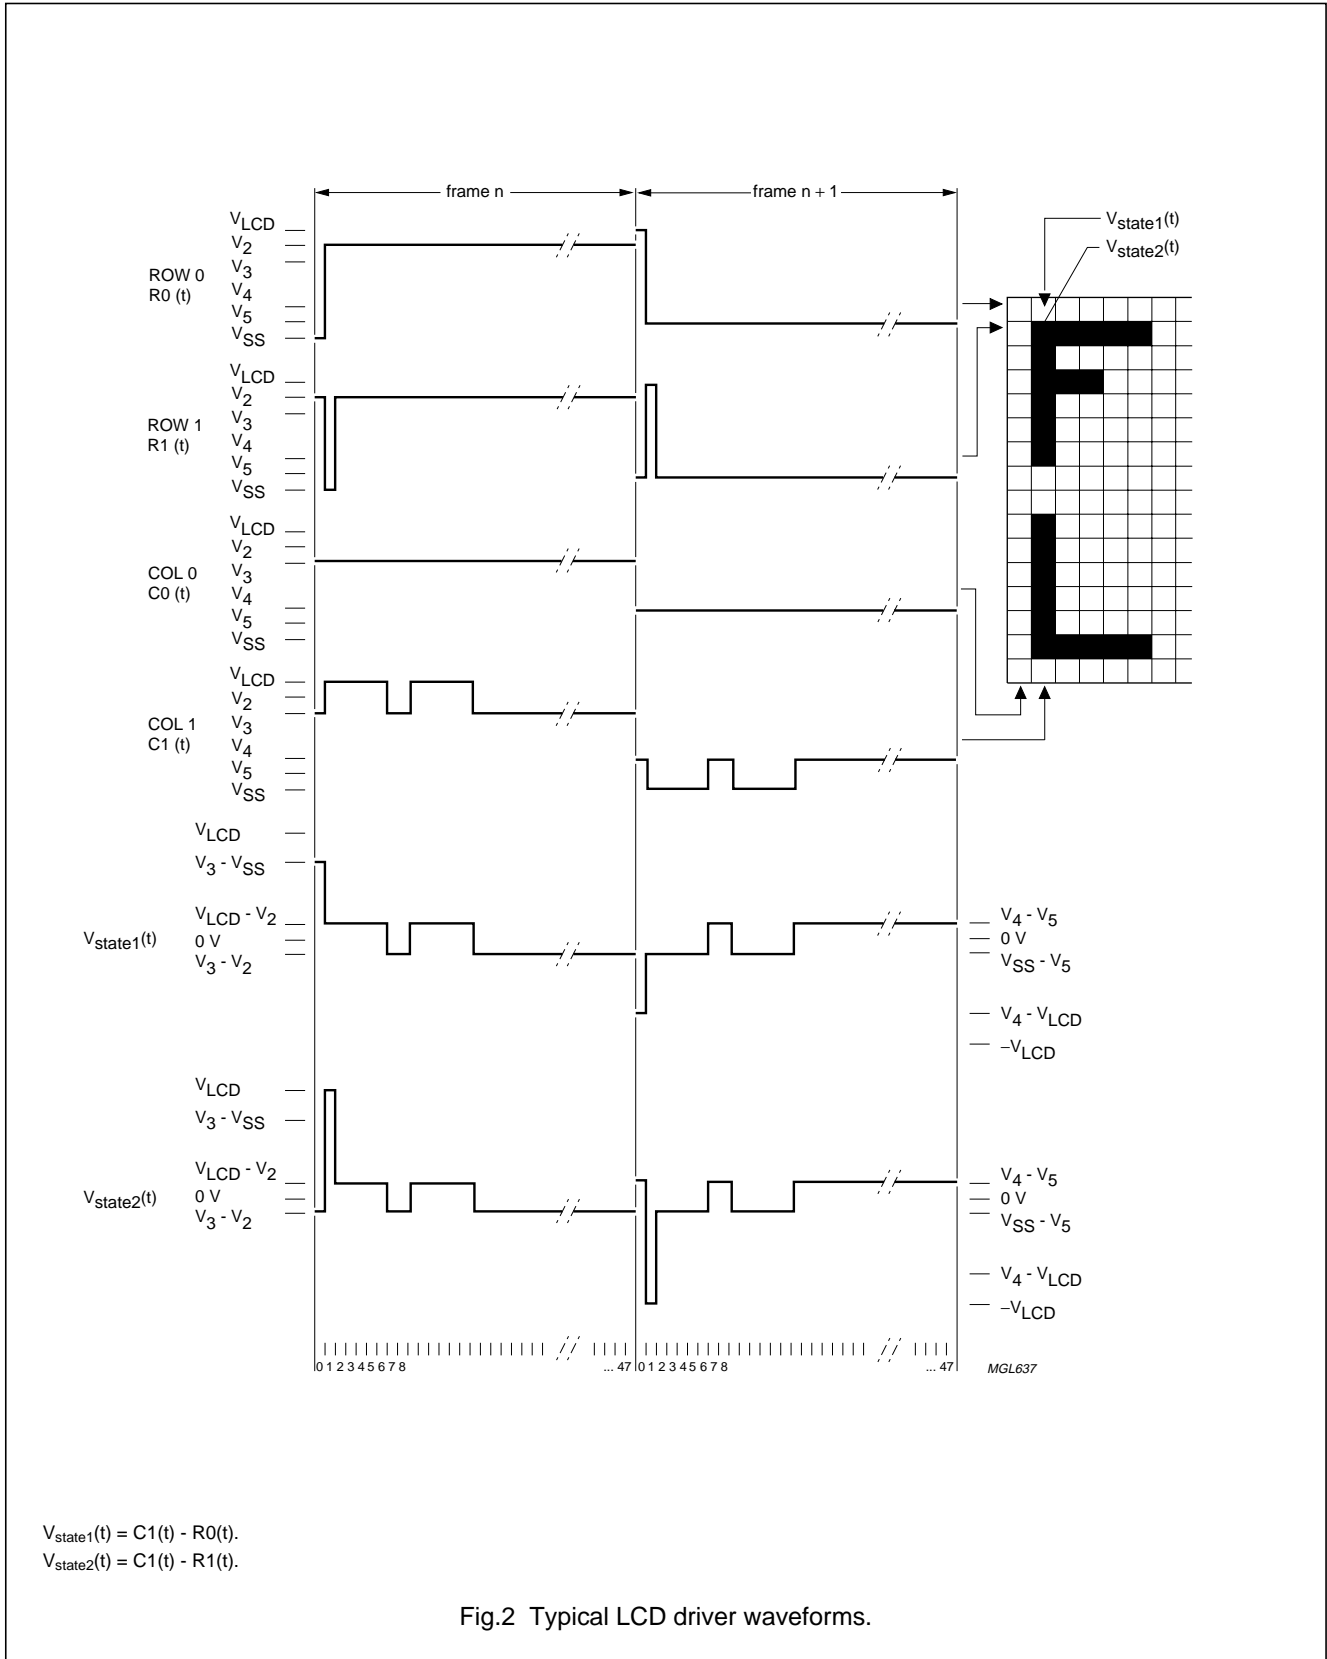 frame n
frame n + 1
VLCD
V2
V3
V4
V5
VSS
ROW 0
R0 (t)
Vstate1(t)
Vstate2(t)
VLCD
V2
V3
V4
V5
VSS
ROW 1
R1 (t)
VLCD
V2
V3
V4
V5
VSS
COL 0
C0 (t)
VLCD
V2
V3
V4
V5
VSS
COL 1
C1 (t)
VLCD
V3 - VSS
VLCD - V2
0 V
V3 - V2
Vstate1(t)
V4 - V5
0 V
VSS - V5
V4 - VLCD
–VLCD
VLCD
V3 - VSS
VLCD - V2
0 V
V3 - V2
Vstate2(t)
V4 - V5
0 V
VSS - V5
V4 - VLCD
–VLCD
0 1 2 3 4 5 6 7 8 ... 47 0 1 2 3 4 5 6 7 8 ... 47
MGL637
Vstate1(t) = C1(t) - R0(t).
Vstate2(t) = C1(t) - R1(t).
Fig.2 Typical LCD driver waveforms.